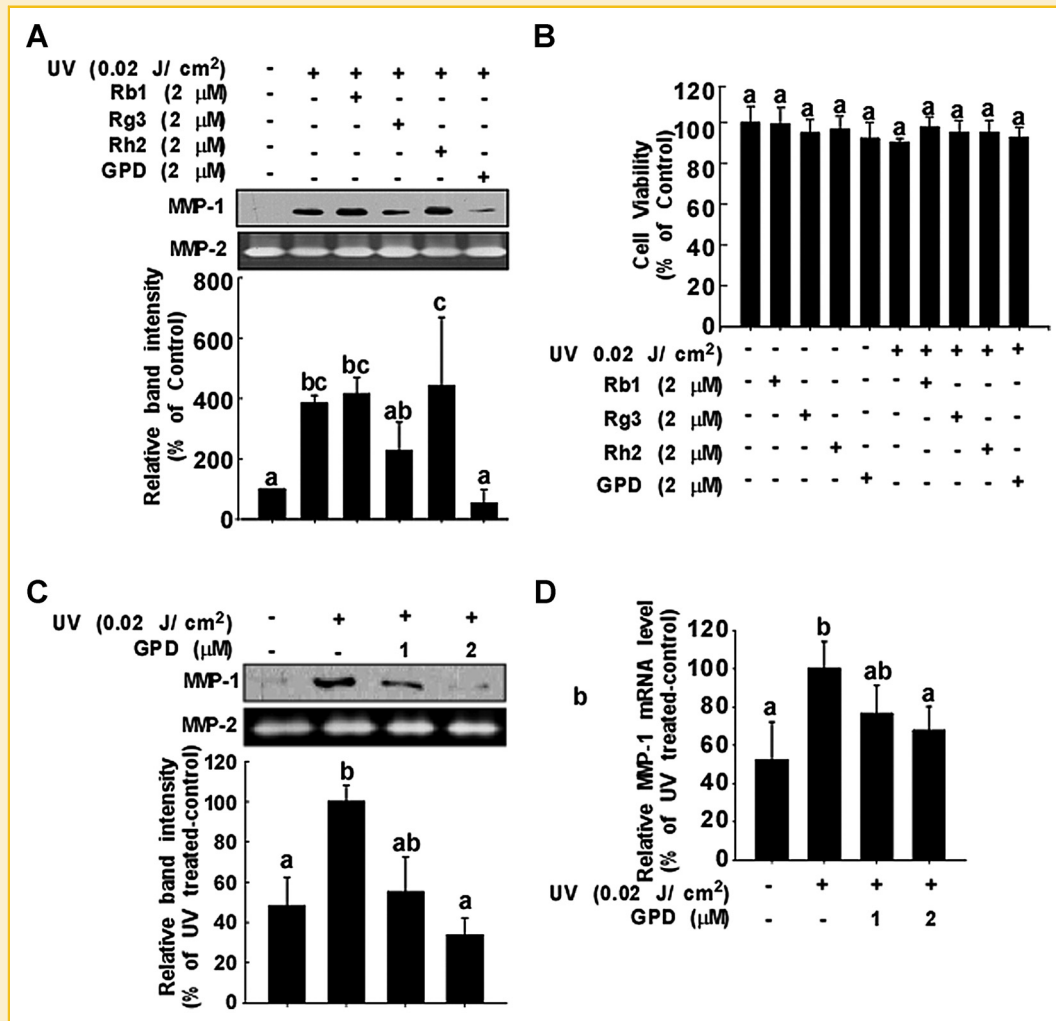 A
UV (0.02 J/ cm2) - + + + + +
Rb1 (2 μM) - - + - - -
Rg3 (2 μM) - - - + - -
Rh2 (2 μM) - - - - + -
GPD (2 μM) - - - - - +
MMP-1
MMP-2
Relative band intensity
(% of Control)
800
600
400
200
0
a bc bc ab c a
B
Cell Viability
(% of Control)
120
100
80
60
40
20
0
a a a a a a a a a a
UV 0.02 J/ cm2) - - - - - + + + + +
Rb1 (2 μM) - + - - - - + - - -
Rg3 (2 μM) - - + - - - - + - -
Rh2 (2 μM) - - - + - - - - + -
GPD (2 μM) - - - - + - - - - +
C
UV (0.02 J/ cm2) - + + +
GPD (μM) - - 1 2
MMP-1
MMP-2
Relative band intensity
(% of UV treated-control)
120
100
80
60
40
20
0
a b ab a
D
b
Relative MMP-1 mRNA level
(% of UV treated-control)
120
100
80
60
40
20
0
a b ab a
UV (0.02 J/ cm2) - + + +
GPD (μM) - - 1 2